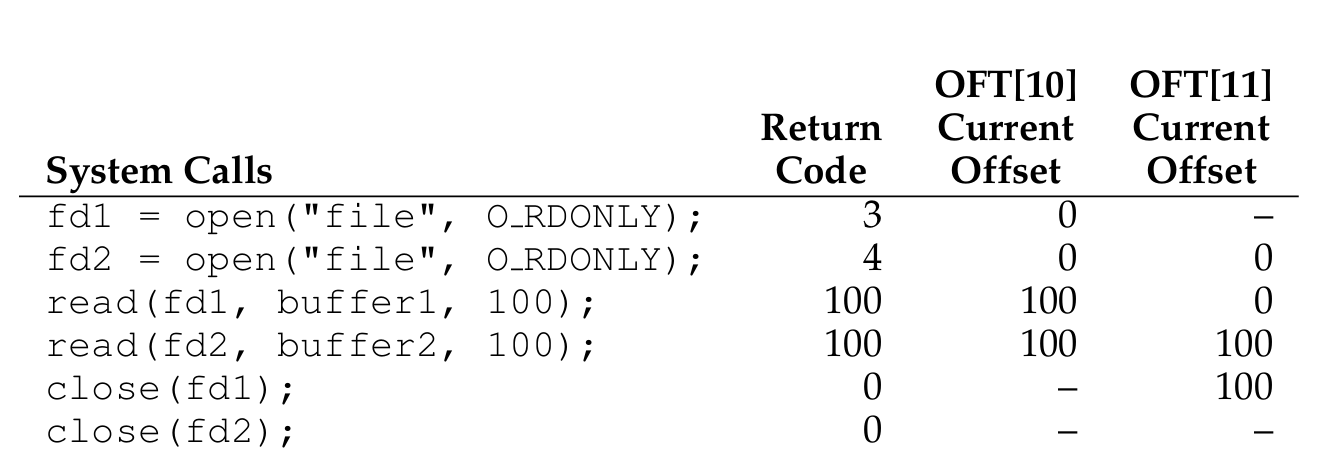 OFT[10] OFT[11]
Return Current Current
System Calls Code Offset Offset
fd1 = open("file", O_RDONLY); 3 0 –
fd2 = open("file", O_RDONLY); 4 0 0
read(fd1, buffer1, 100); 100 100 0
read(fd2, buffer2, 100); 100 100 100
close(fd1); 0 – 100
close(fd2); 0 – –